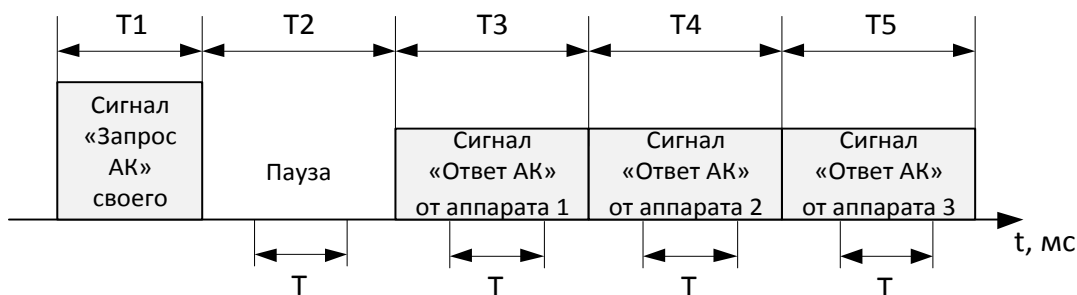 T1 T2 T3 T4 T5
Сигнал
«Запрос
АК»
своего
Пауза
Сигнал
«Ответ АК»
от аппарата 1
Сигнал
«Ответ АК»
от аппарата 2
Сигнал
«Ответ АК»
от аппарата 3
t, мс
T T T T